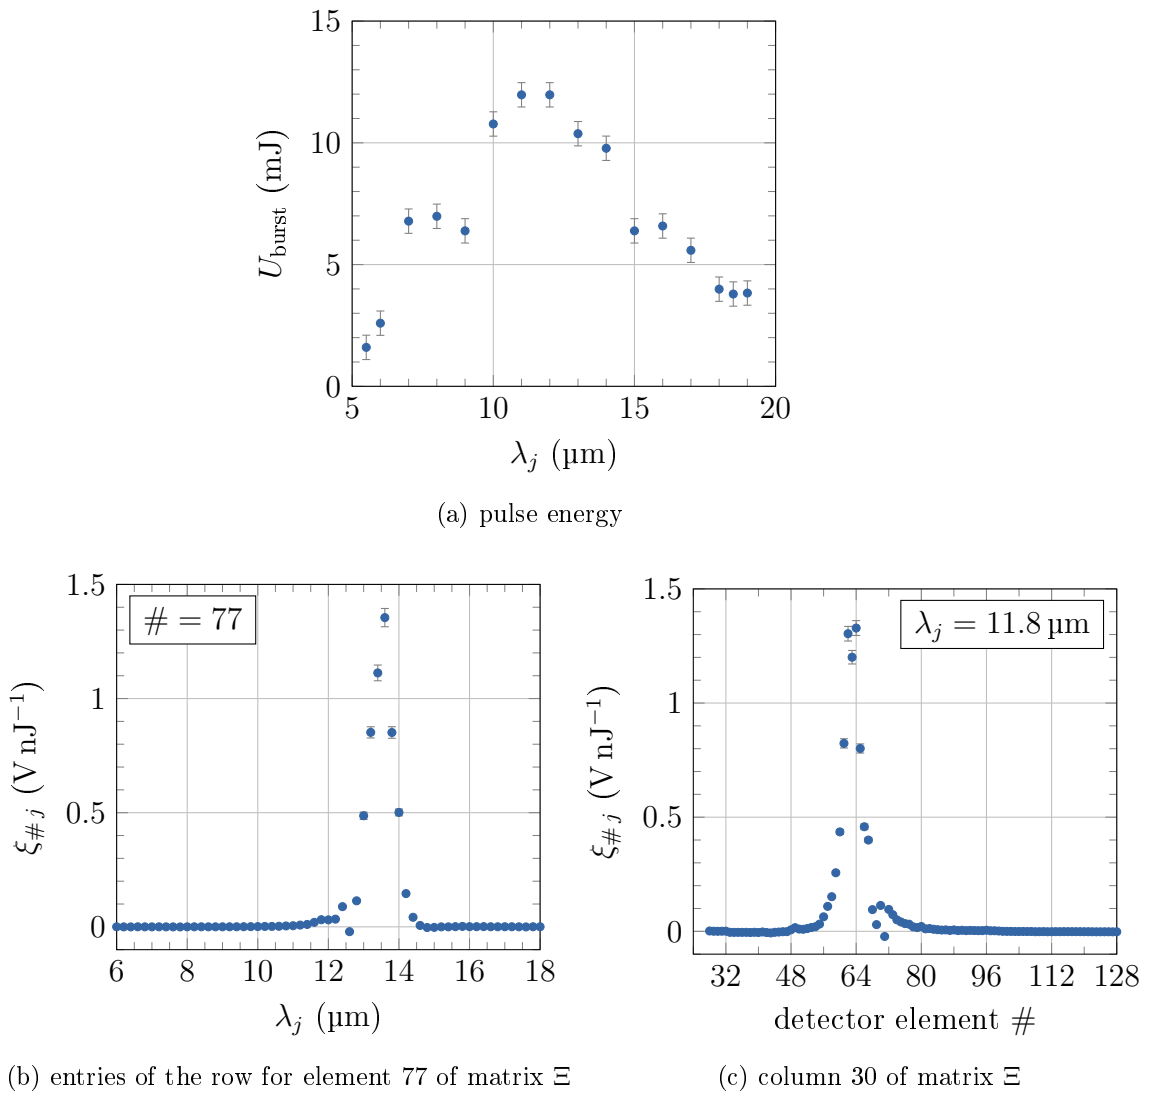 15
10
5
0
U_burst (mJ)
5 10 15 20
λ_j (µm)
(a) pulse energy
1.5
1
0.5
0
ξ_{# j} (V nJ⁻¹)
# = 77
6 8 10 12 14 16 18
λ_j (µm)
(b) entries of the row for element 77 of matrix Ξ
1.5
1
0.5
0
ξ_{# j} (V nJ⁻¹)
λ_j = 11.8 µm
32 48 64 80 96 112 128
detector element #
(c) column 30 of matrix Ξ